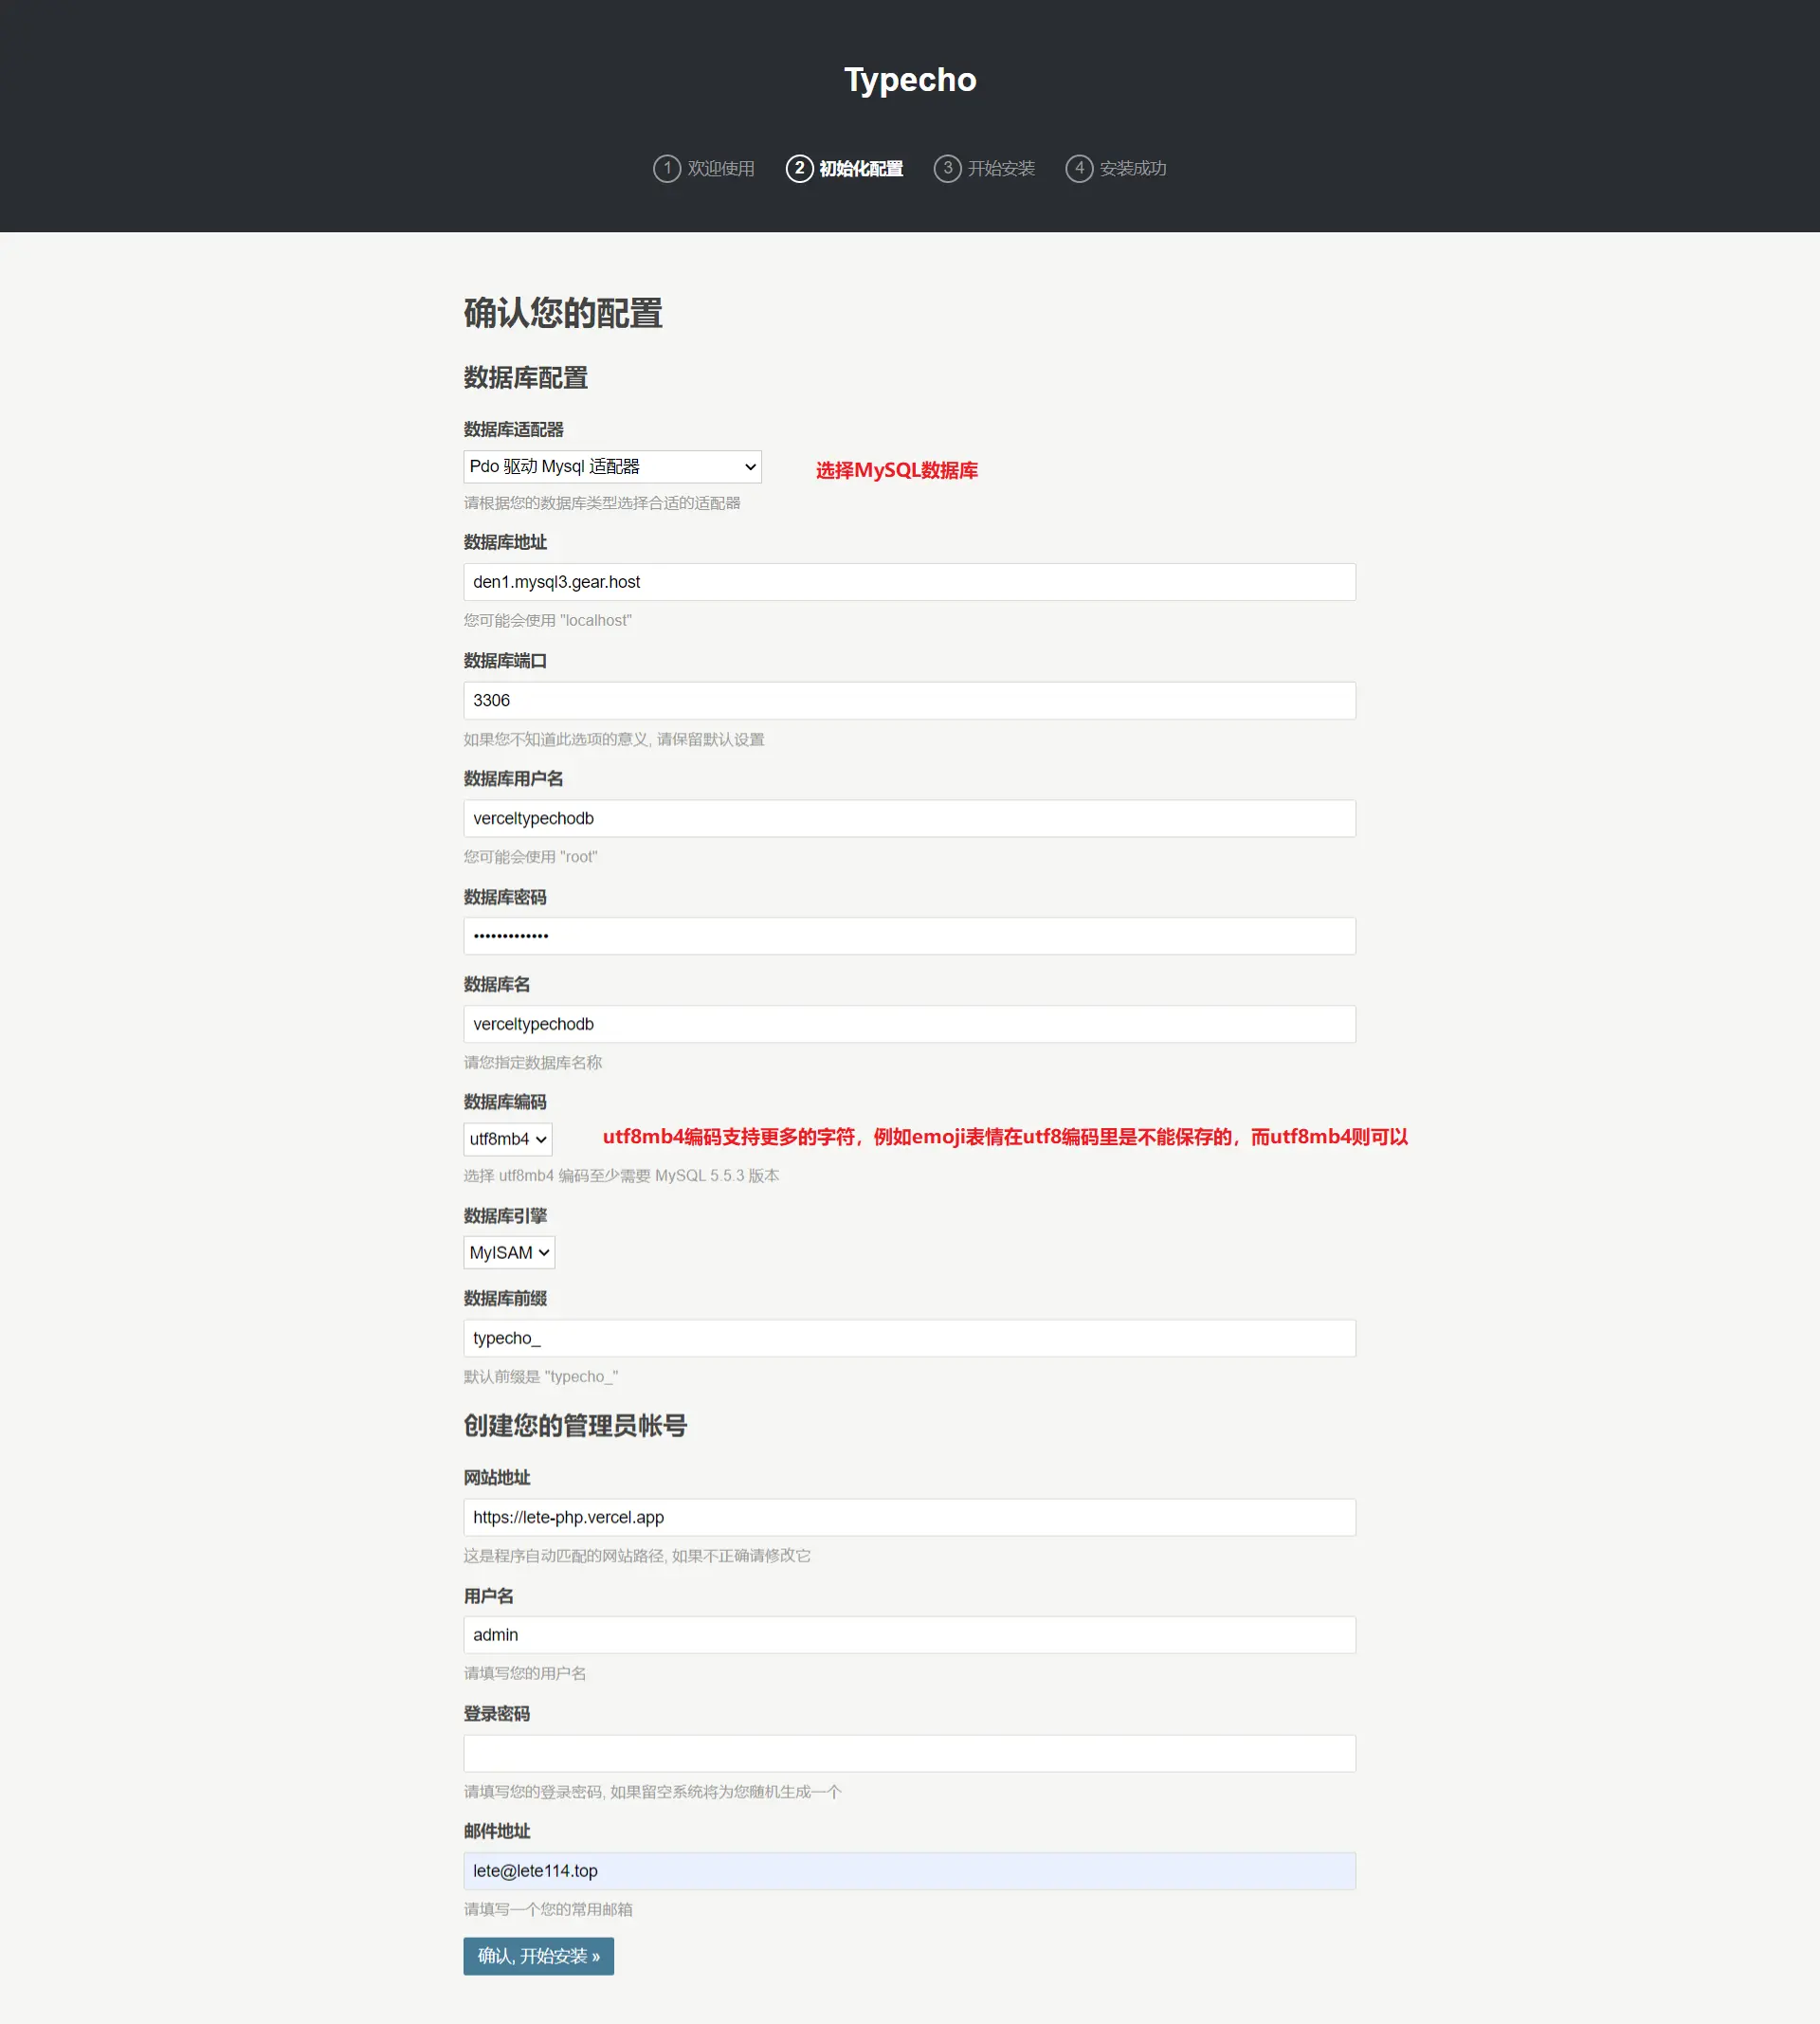 Typecho
1 欢迎使用 2 初始化配置 3 开始安装 4 安装成功
确认您的配置
数据库配置
数据库适配器
Pdo 驱动 Mysql 适配器
选择MySQL数据库
请根据您的数据库类型选择合适的适配器
数据库地址
den1.mysql3.gear.host
您可能会使用 "localhost"
数据库端口
3306
如果您不知道此选项的意义, 请保留默认设置
数据库用户名
verceltypechodb
您可能会使用 "root"
数据库密码
•••••••••••••
数据库名
verceltypechodb
请您指定数据库名称
数据库编码
utf8mb4
utf8mb4编码支持更多的字符，例如emoji表情在utf8编码里是不能保存的，而utf8mb4则可以
选择 utf8mb4 编码至少需要 MySQL 5.5.3 版本
数据库引擎
MyISAM
数据库前缀
typecho_
默认前缀是 "typecho_"
创建您的管理员帐号
网站地址
https://lete-php.vercel.app
这是程序自动匹配的网站路径, 如果不正确请修改它
用户名
admin
请填写您的用户名
登录密码
请填写您的登录密码, 如果留空系统将为您随机生成一个
邮件地址
lete@lete114.top
请填写一个您的常用邮箱
确认, 开始安装 »